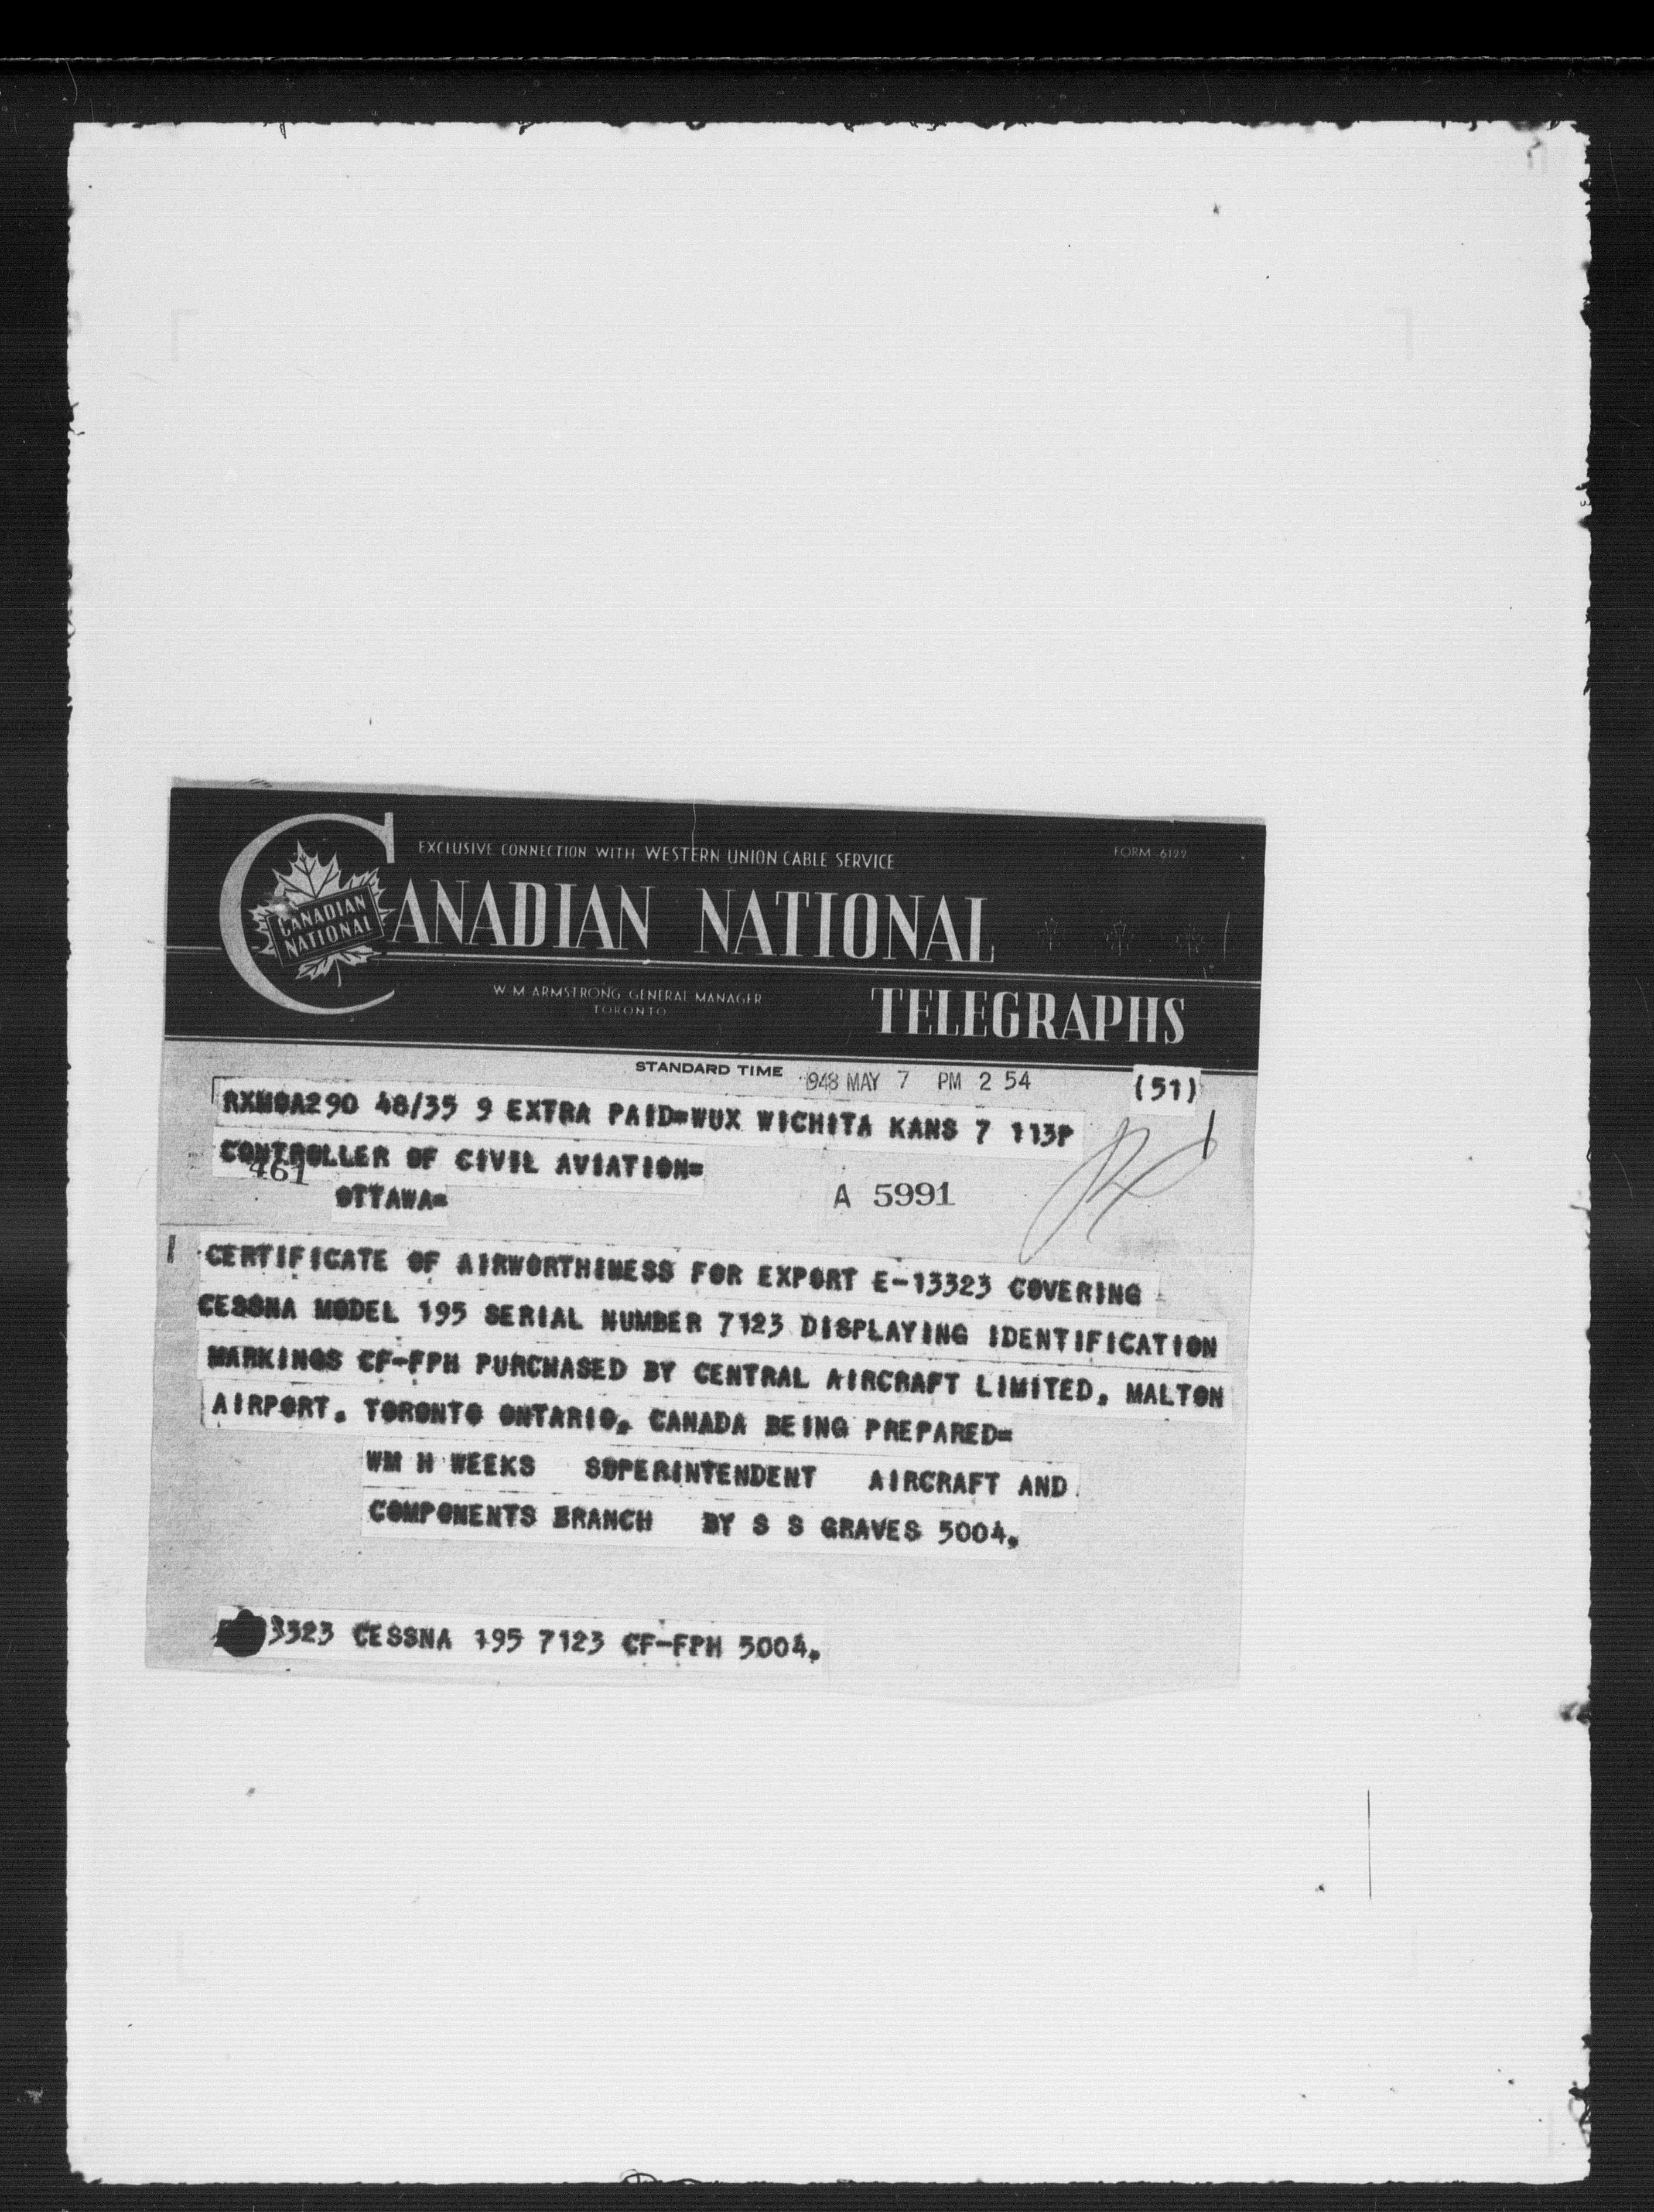 EXCLUSIVE CONNECTION WITH WESTERN UNION CABLE SERVICE
FORM 6122
CANADIAN NATIONAL
CANADIAN NATIONAL
W M ARMSTRONG GENERAL MANAGER
TORONTO
TELEGRAPHS
STANDARD TIME 1948 MAY 7 PM 2 54
(51)
48/35 9 EXTRA PAID=WUX WICHITA KANS 7 113P
CONTROLLER OF CIVIL AVIATION=
461
OTTAWA=
A 5991
CERTIFICATE OF AIRWORTHINESS FOR EXPORT E-13323 COVERING
CESSNA MODEL 195 SERIAL NUMBER 7123 DISPLAYING IDENTIFICATION
MARKINGS CF-FPH PURCHASED BY CENTRAL AIRCRAFT LIMITED, MALTON
AIRPORT, TORONTO ONTARIO, CANADA BEING PREPARED=
WM H WEEKS SUPERINTENDENT AIRCRAFT AND
COMPONENTS BRANCH BY S S GRAVES 5004.
3323 CESSNA 195 7123 CF-FPH 5004.